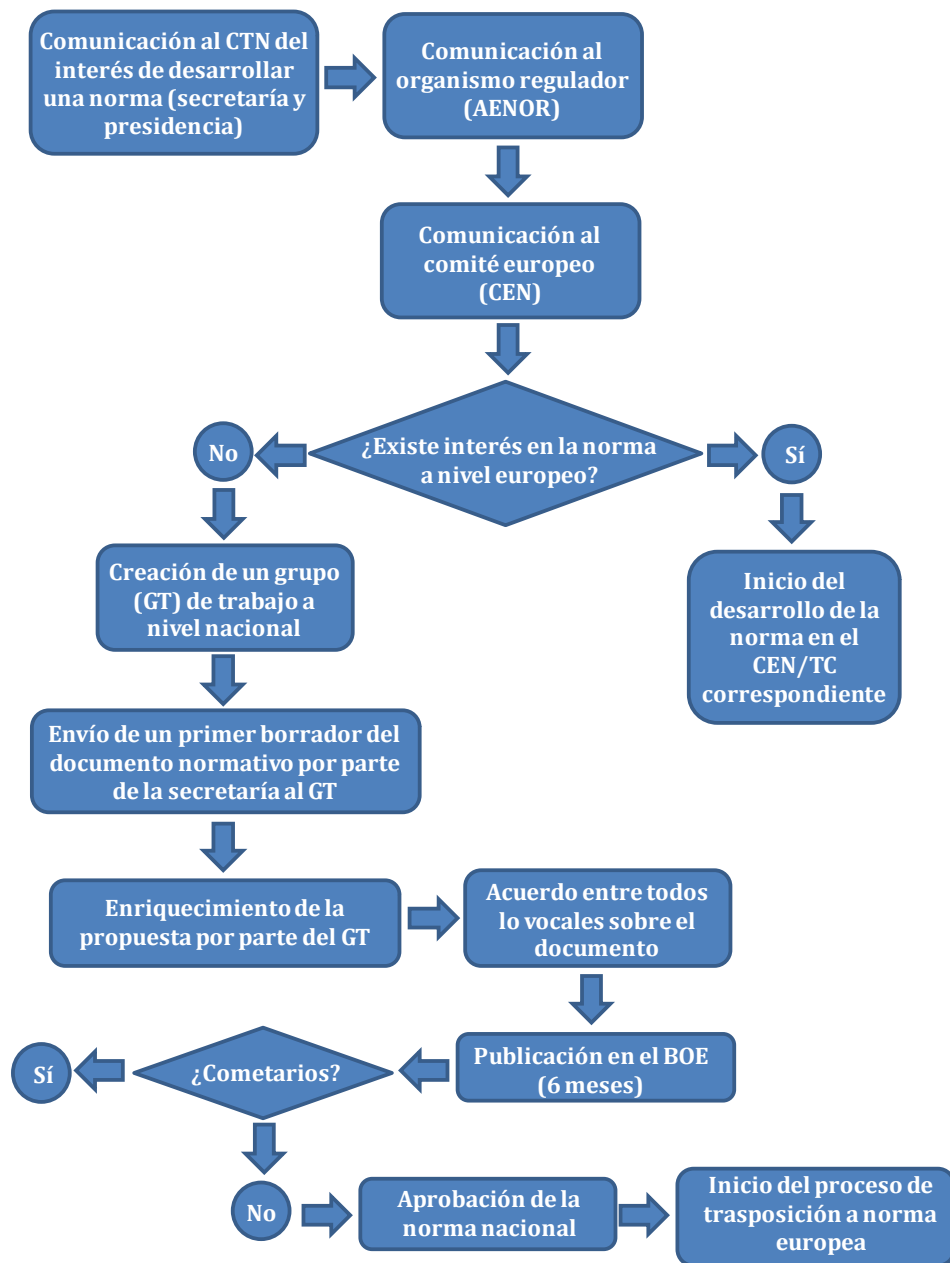 Comunicación al CTN del
interés de desarrollar
una norma (secretaría y
presidencia)
Comunicación al
organismo regulador
(AENOR)
Comunicación al
comité europeo
(CEN)
¿Existe interés en la norma
a nivel europeo?
No
Sí
Creación de un grupo
(GT) de trabajo a
nivel nacional
Inicio del
desarrollo de la
norma en el
CEN/TC
correspondiente
Envío de un primer borrador del
documento normativo por parte
de la secretaría al GT
Enriquecimiento de la
propuesta por parte del GT
Acuerdo entre todos
lo vocales sobre el
documento
Publicación en el BOE
(6 meses)
¿Cometarios?
Sí
No
Aprobación de la
norma nacional
Inicio del proceso de
trasposición a norma
europea